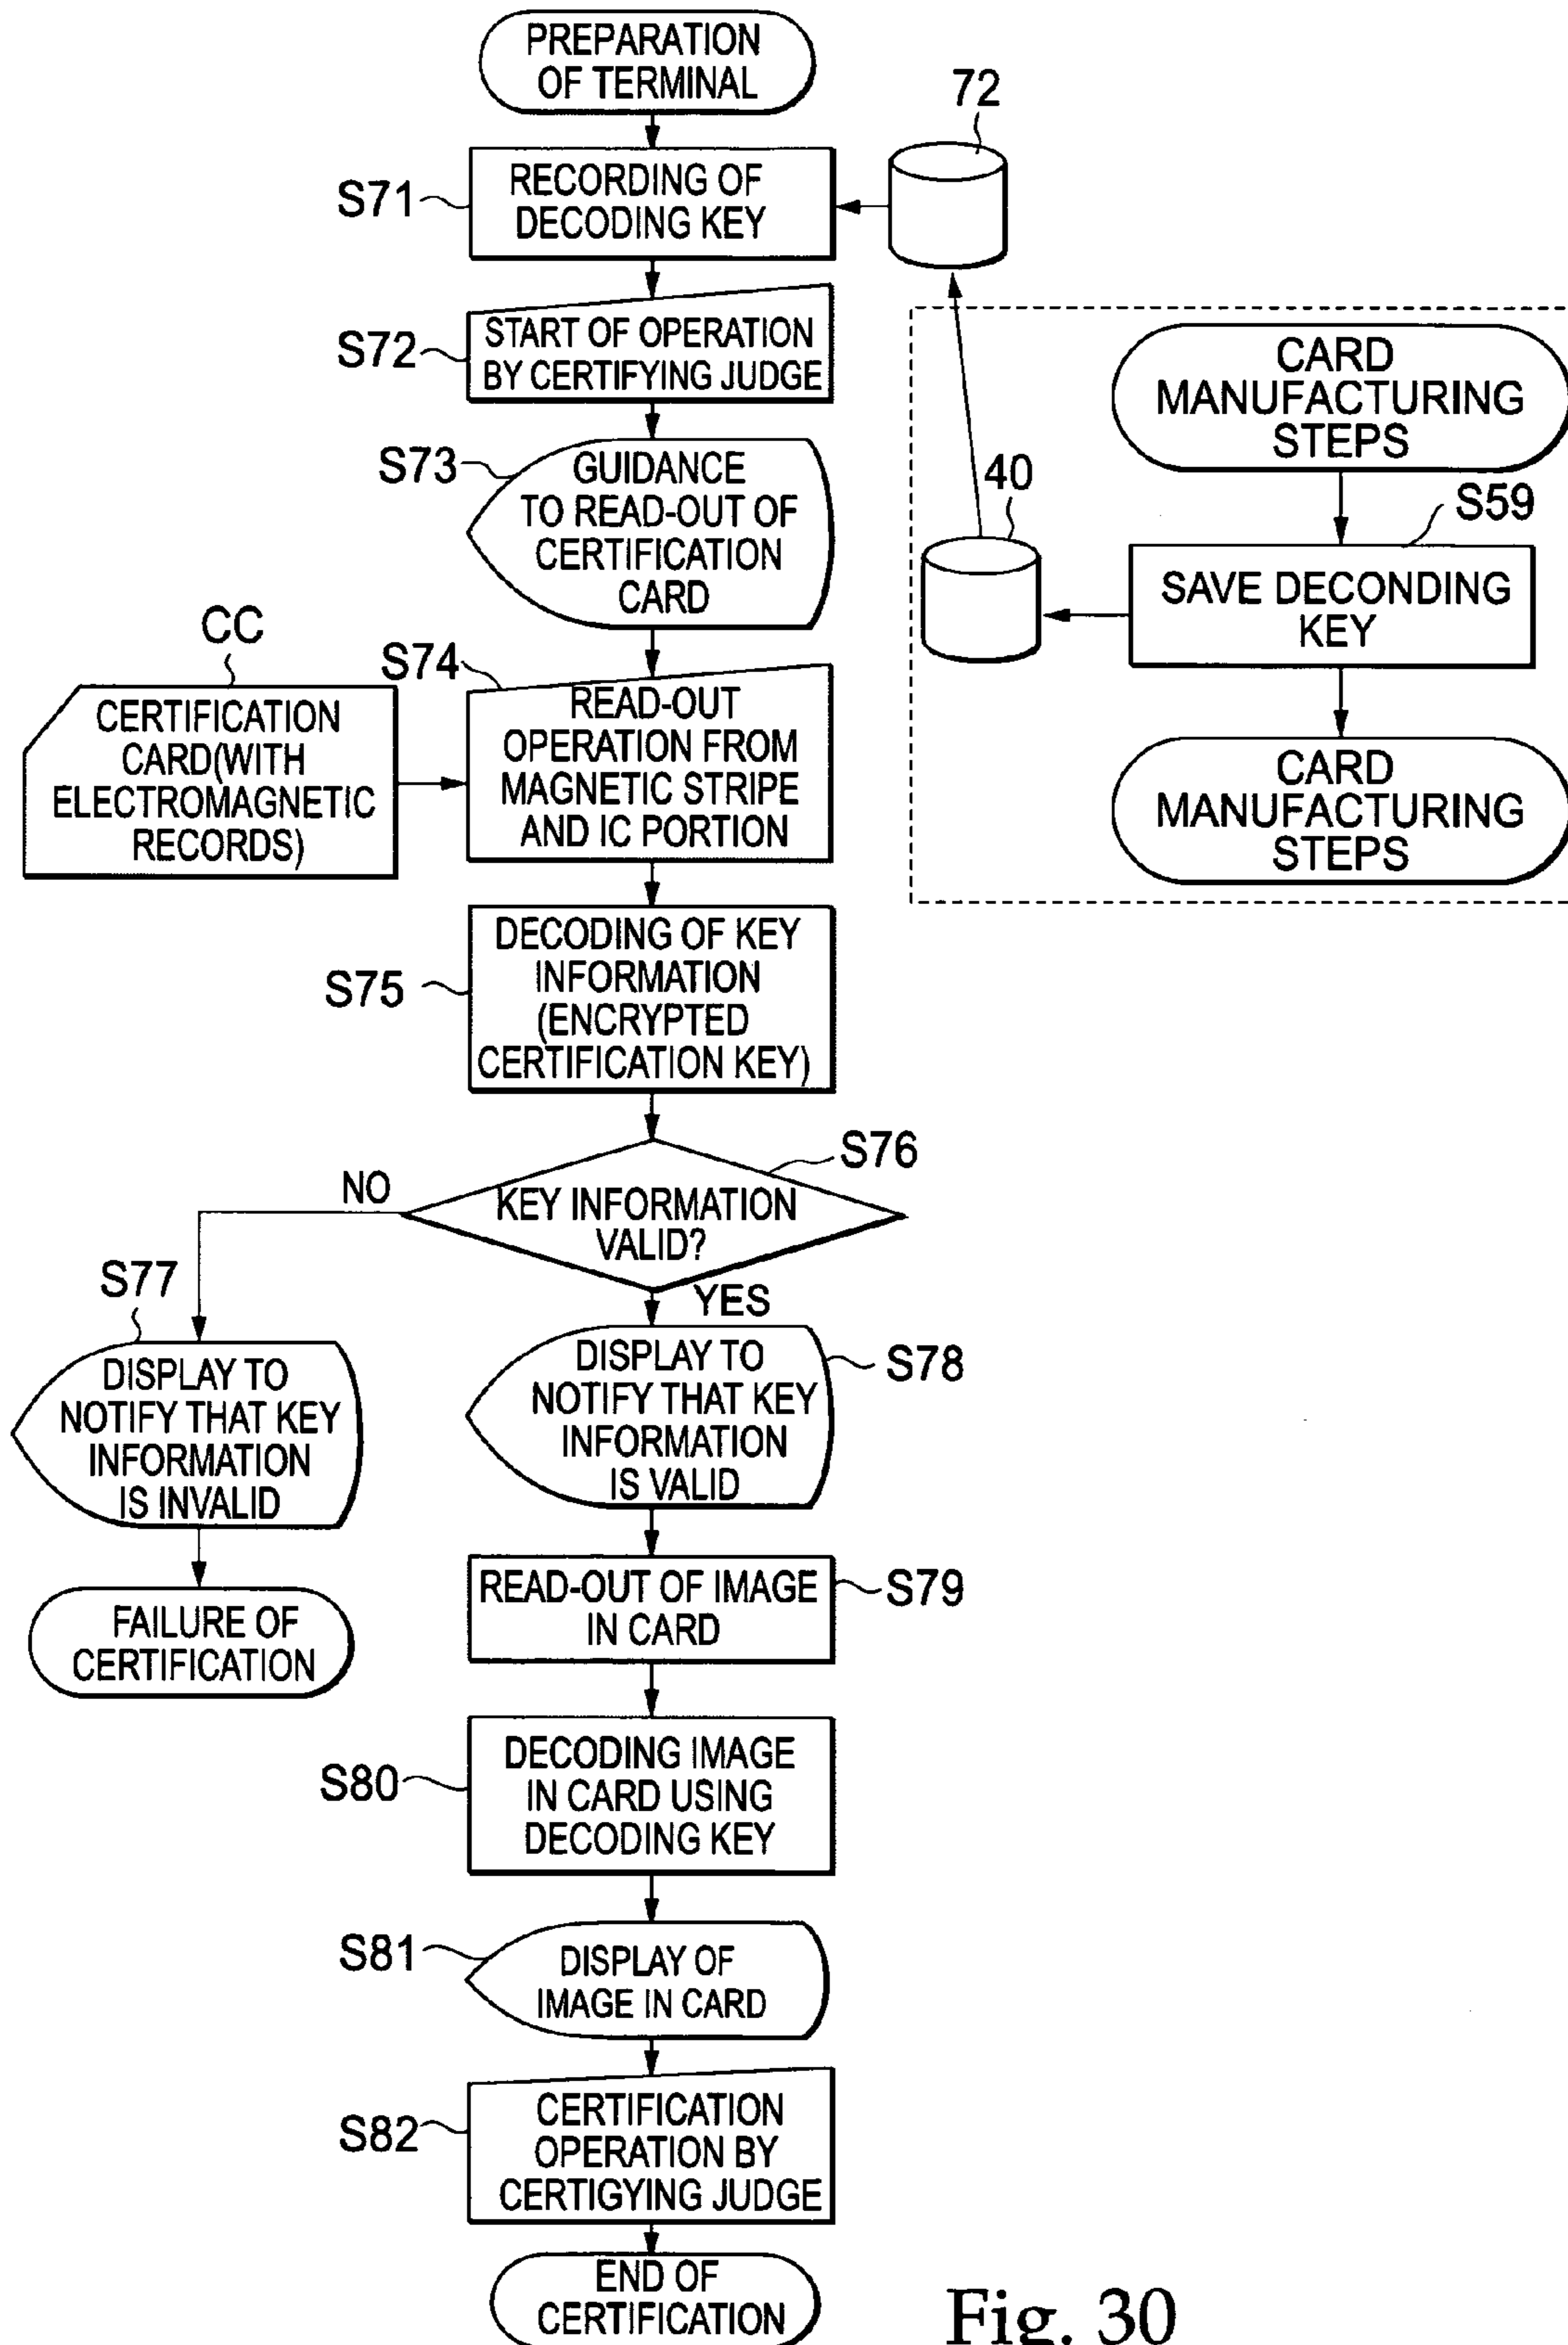 PREPARATION
OF TERMINAL
72
S71
RECORDING OF
DECODING KEY
S72
START OF OPERATION
BY CERTIFYING JUDGE
CARD
MANUFACTURING
STEPS
S73
GUIDANCE
TO READ-OUT OF
CERTIFICATION
CARD
40
S59
SAVE DECONDING
KEY
CC
CERTIFICATION
CARD(WITH
ELECTROMAGNETIC
RECORDS)
S74
READ-OUT
OPERATION FROM
MAGNETIC STRIPE
AND IC PORTION
CARD
MANUFACTURING
STEPS
S75
DECODING OF KEY
INFORMATION
(ENCRYPTED
CERTIFICATION KEY)
S76
NO
KEY INFORMATION
VALID?
YES
S77
DISPLAY TO
NOTIFY THAT KEY
INFORMATION
IS INVALID
S78
DISPLAY TO
NOTIFY THAT KEY
INFORMATION
IS VALID
FAILURE OF
CERTIFICATION
READ-OUT OF IMAGE
IN CARD
S79
S80
DECODING IMAGE
IN CARD USING
DECODING KEY
S81
DISPLAY OF
IMAGE IN CARD
S82
CERTIFICATION
OPERATION BY
CERTIGYING JUDGE
END OF
CERTIFICATION
Fig. 30